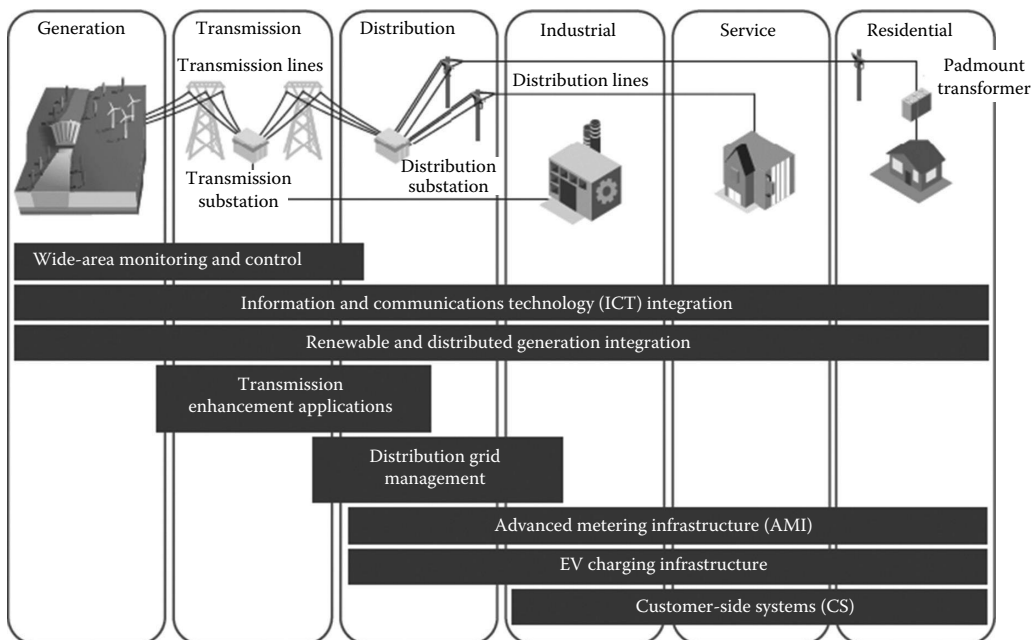 Generation
Transmission
Distribution
Industrial
Service
Residential
Transmission lines
Distribution lines
Padmount
transformer
Transmission
substation
Distribution
substation
Wide-area monitoring and control
Information and communications technology (ICT) integration
Renewable and distributed generation integration
Transmission
enhancement applications
Distribution grid
management
Advanced metering infrastructure (AMI)
EV charging infrastructure
Customer-side systems (CS)